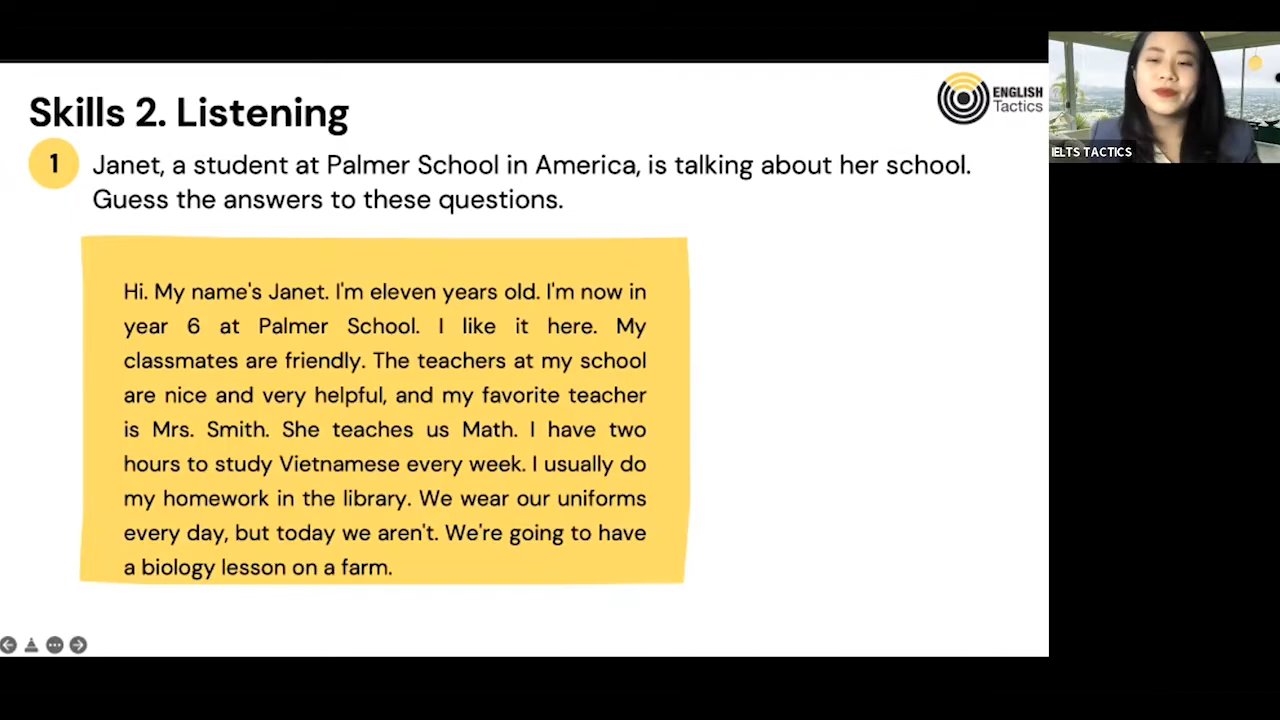 Skills 2. Listening
ENGLISH
Tactics
IELTS TACTICS
1
Janet, a student at Palmer School in America, is talking about her school.
Guess the answers to these questions.
Hi. My name's Janet. I'm eleven years old. I'm now in
year 6 at Palmer School. I like it here. My
classmates are friendly. The teachers at my school
are nice and very helpful, and my favorite teacher
is Mrs. Smith. She teaches us Math. I have two
hours to study Vietnamese every week. I usually do
my homework in the library. We wear our uniforms
every day, but today we aren't. We're going to have
a biology lesson on a farm.